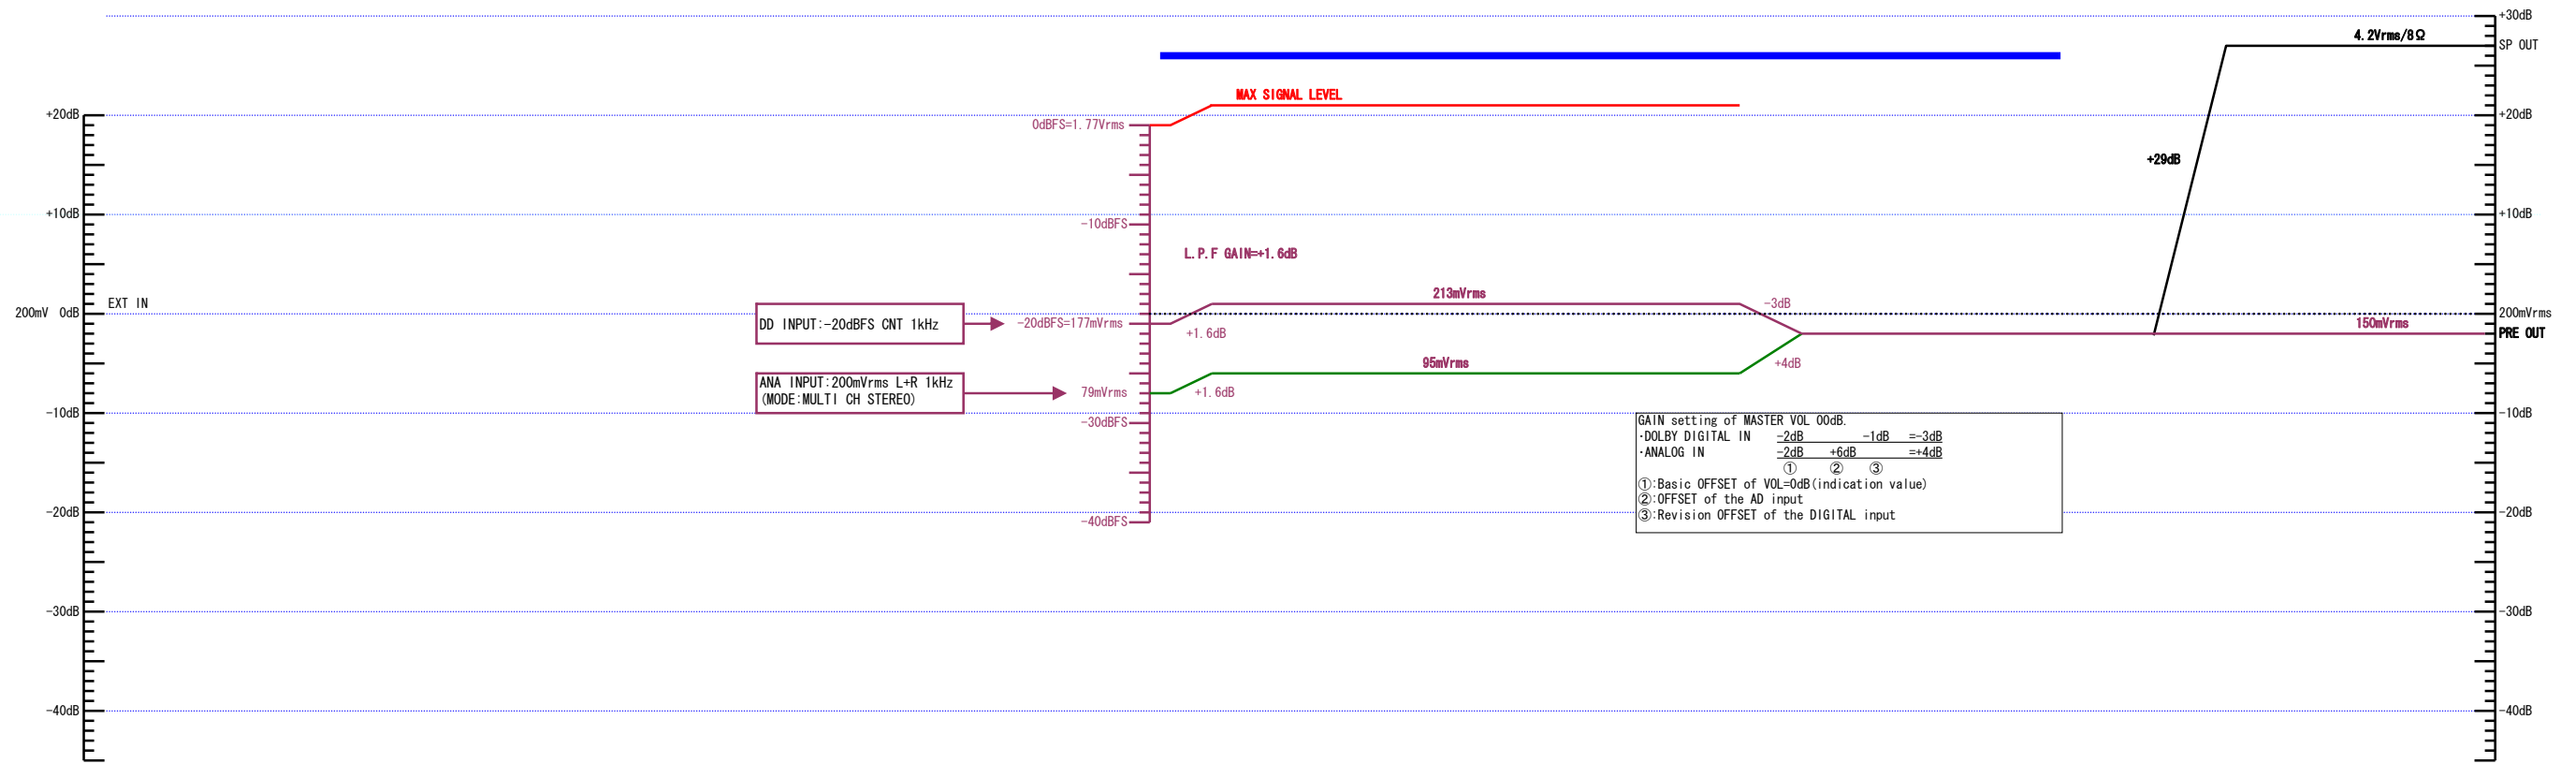 +30dB
4.2Vrms/8Ω
SP OUT
MAX SIGNAL LEVEL
+20dB
+20dB
0dBFS=1.77Vrms
+29dB
+10dB
+10dB
-10dBFS
L.P.F GAIN=+1.6dB
213mVrms
EXT IN
-3dB
200mV 0dB
200mVrms
DD INPUT:-20dBFS CNT 1kHz
-20dBFS=177mVrms
150mVrms
+1.6dB
PRE OUT
95mVrms
+4dB
ANA INPUT:200mVrms L+R 1kHz
(MODE:MULTI CH STEREO)
79mVrms
+1.6dB
-10dB
-10dB
-30dBFS
GAIN setting of MASTER VOL 00dB.
·DOLBY DIGITAL IN -2dB -1dB =-3dB
·ANALOG IN -2dB +6dB =+4dB
① ② ③
①:Basic OFFSET of VOL=0dB(indication value)
②:OFFSET of the AD input
③:Revision OFFSET of the DIGITAL input
-20dB
-20dB
-40dBFS
-30dB
-30dB
-40dB
-40dB